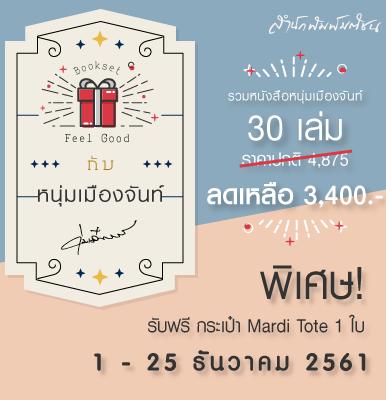 สำนักพิมพ์มติชน
Bookset
Feel Good
กับ
หนุ่มเมืองจันท์
รวมหนังสือหนุ่มเมืองจันท์
30 เล่ม
ราคาปกติ 4,875
ลดเหลือ 3,400.-
พิเศษ!
รับฟรี กระเป๋า Mardi Tote 1 ใบ
1 - 25 ธันวาคม 2561